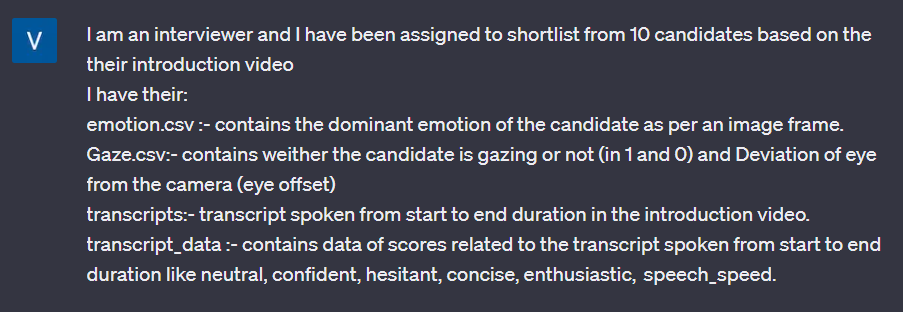 V
I am an interviewer and I have been assigned to shortlist from 10 candidates based on the
their introduction video
I have their:
emotion.csv :- contains the dominant emotion of the candidate as per an image frame.
Gaze.csv:- contains weither the candidate is gazing or not (in 1 and 0) and Deviation of eye
from the camera (eye offset)
transcripts:- transcript spoken from start to end duration in the introduction video.
transcript_data :- contains data of scores related to the transcript spoken from start to end
duration like neutral, confident, hesitant, concise, enthusiastic, speech_speed.